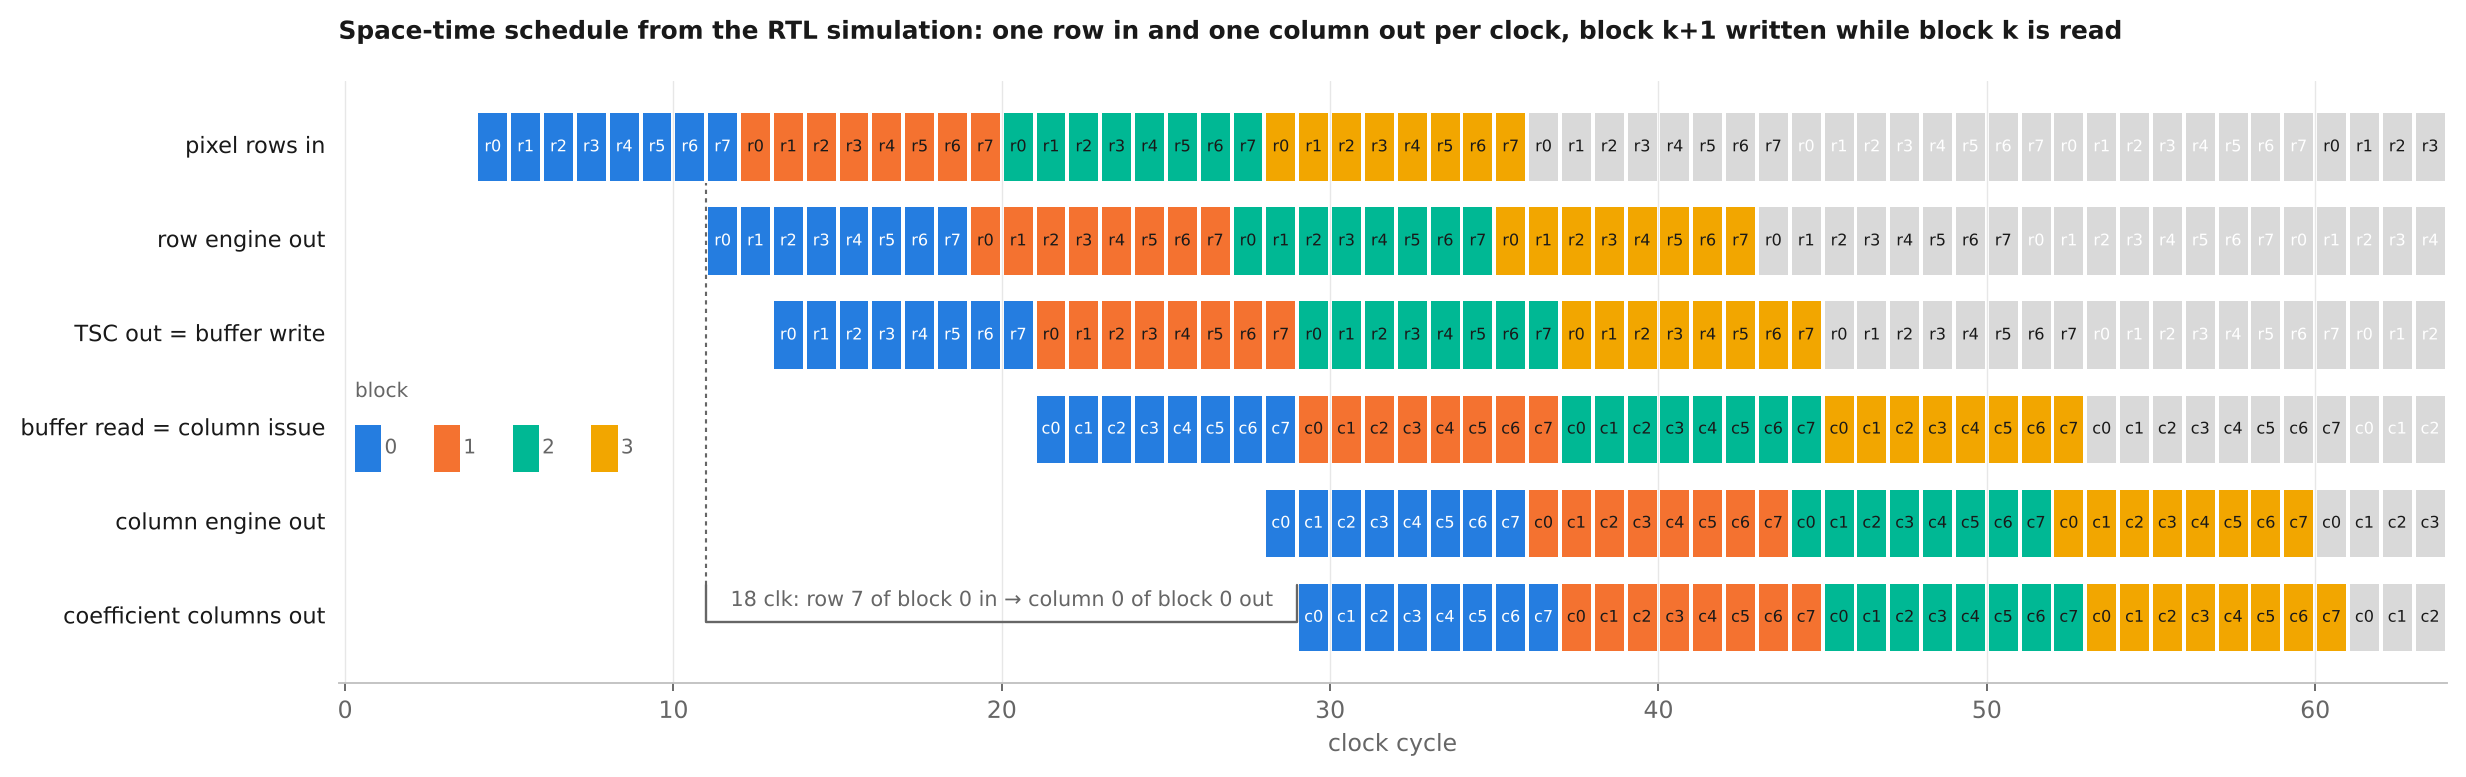 Space-time schedule from the RTL simulation: one row in and one column out per clock, block k+1 written while block k is read
pixel rows in r0 r1 r2 r3 r4 r5 r6 r7 r0 r1 r2 r3 r4 r5 r6 r7 r0 r1 r2 r3 r4 r5 r6 r7 r0 r1 r2 r3 r4 r5 r6 r7 r0 r1 r2 r3 r4 r5 r6 r7 r0 r1 r2 r3 r4 r5 r6 r7 r0 r1 r2 r3 r4 r5 r6 r7 r0 r1 r2 r3
row engine out r0 r1 r2 r3 r4 r5 r6 r7 r0 r1 r2 r3 r4 r5 r6 r7 r0 r1 r2 r3 r4 r5 r6 r7 r0 r1 r2 r3 r4 r5 r6 r7 r0 r1 r2 r3 r4 r5 r6 r7 r0 r1 r2 r3 r4 r5 r6 r7 r0 r1 r2 r3 r4
TSC out = buffer write r0 r1 r2 r3 r4 r5 r6 r7 r0 r1 r2 r3 r4 r5 r6 r7 r0 r1 r2 r3 r4 r5 r6 r7 r0 r1 r2 r3 r4 r5 r6 r7 r0 r1 r2 r3 r4 r5 r6 r7 r0 r1 r2 r3 r4 r5 r6 r7 r0 r1 r2
block
0 1 2 3
buffer read = column issue c0 c1 c2 c3 c4 c5 c6 c7 c0 c1 c2 c3 c4 c5 c6 c7 c0 c1 c2 c3 c4 c5 c6 c7 c0 c1 c2 c3 c4 c5 c6 c7 c0 c1 c2 c3 c4 c5 c6 c7 c0 c1 c2
column engine out c0 c1 c2 c3 c4 c5 c6 c7 c0 c1 c2 c3 c4 c5 c6 c7 c0 c1 c2 c3 c4 c5 c6 c7 c0 c1 c2 c3 c4 c5 c6 c7 c0 c1 c2 c3
18 clk: row 7 of block 0 in → column 0 of block 0 out
coefficient columns out c0 c1 c2 c3 c4 c5 c6 c7 c0 c1 c2 c3 c4 c5 c6 c7 c0 c1 c2 c3 c4 c5 c6 c7 c0 c1 c2 c3 c4 c5 c6 c7 c0 c1 c2
0 10 20 30 40 50 60
clock cycle